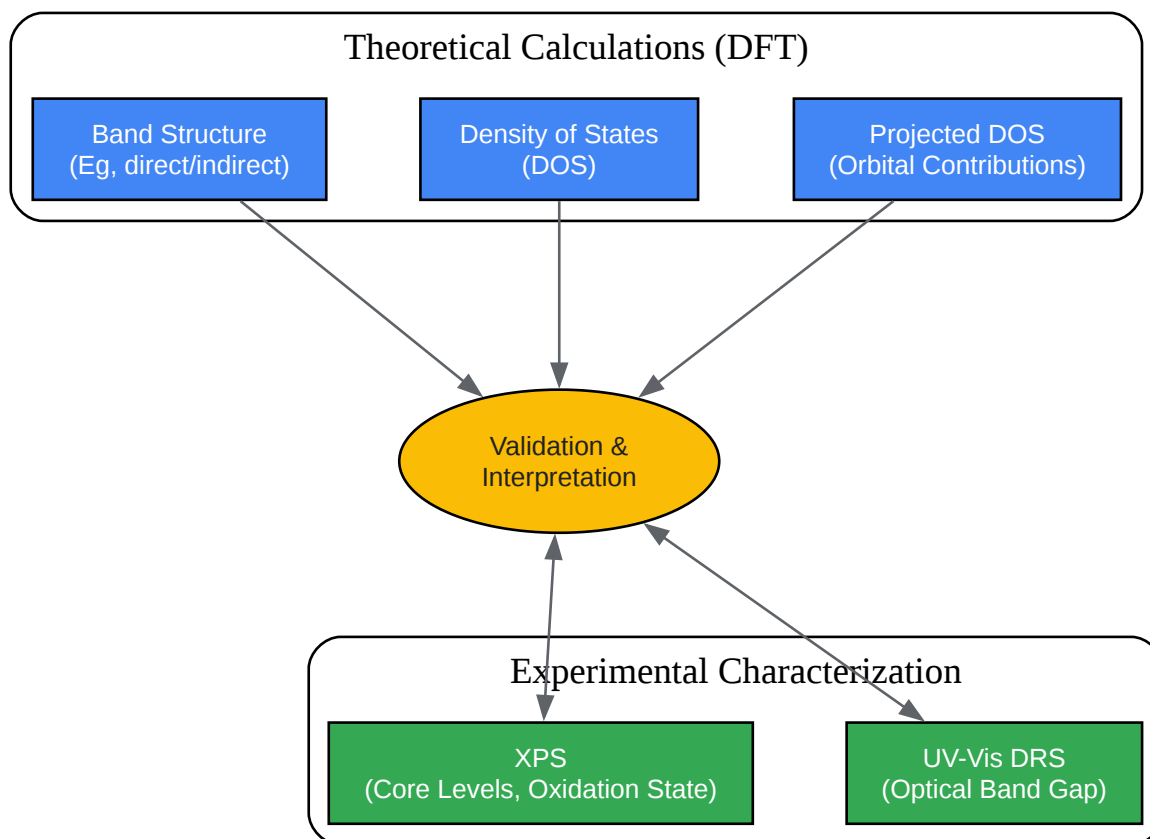 Theoretical Calculations (DFT)
Band Structure
(Eg, direct/indirect)
Density of States
(DOS)
Projected DOS
(Orbital Contributions)
Validation &
Interpretation
Experimental Characterization
XPS
(Core Levels, Oxidation State)
UV-Vis DRS
(Optical Band Gap)